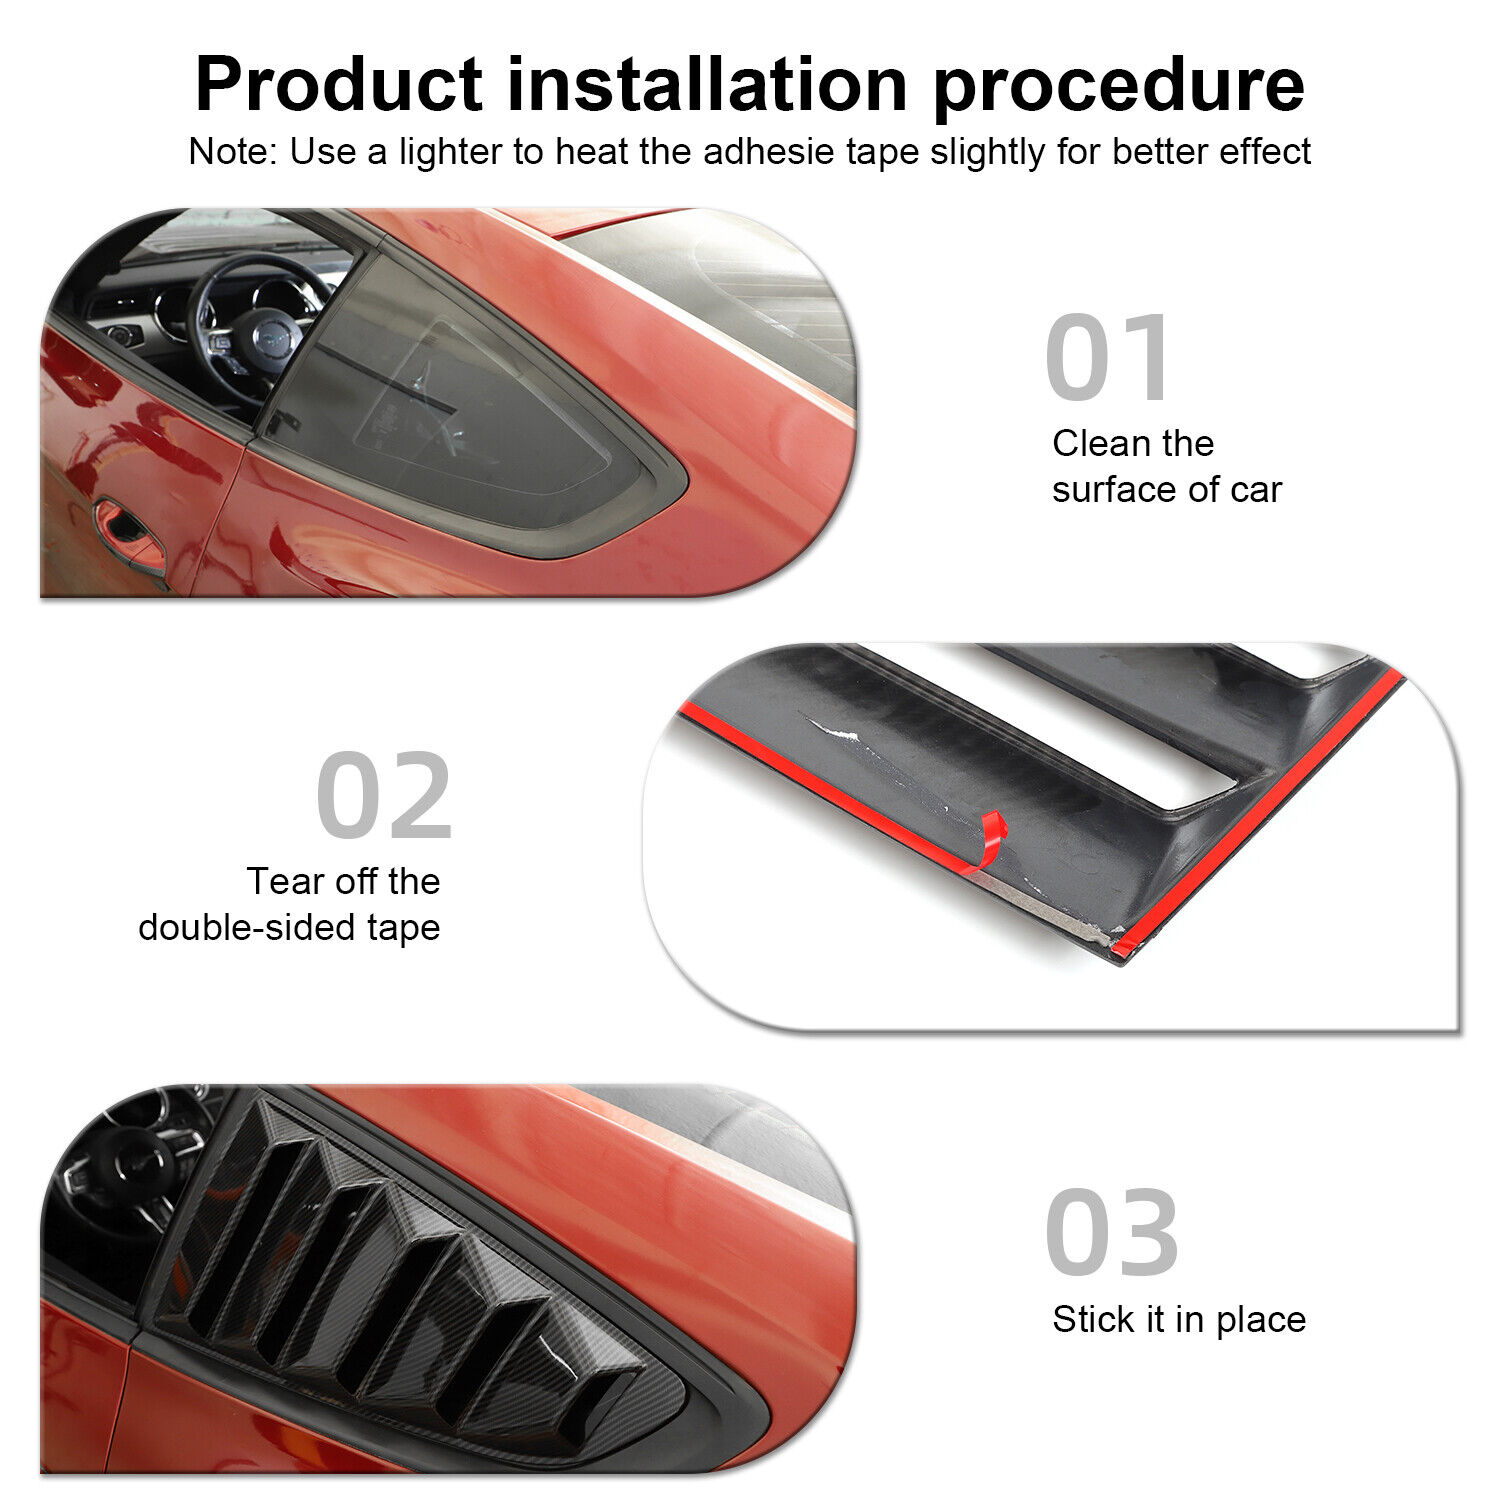 Product installation procedure
Note: Use a lighter to heat the adhesie tape slightly for better effect
01
Clean the
surface of car
02
Tear off the
double-sided tape
03
Stick it in place